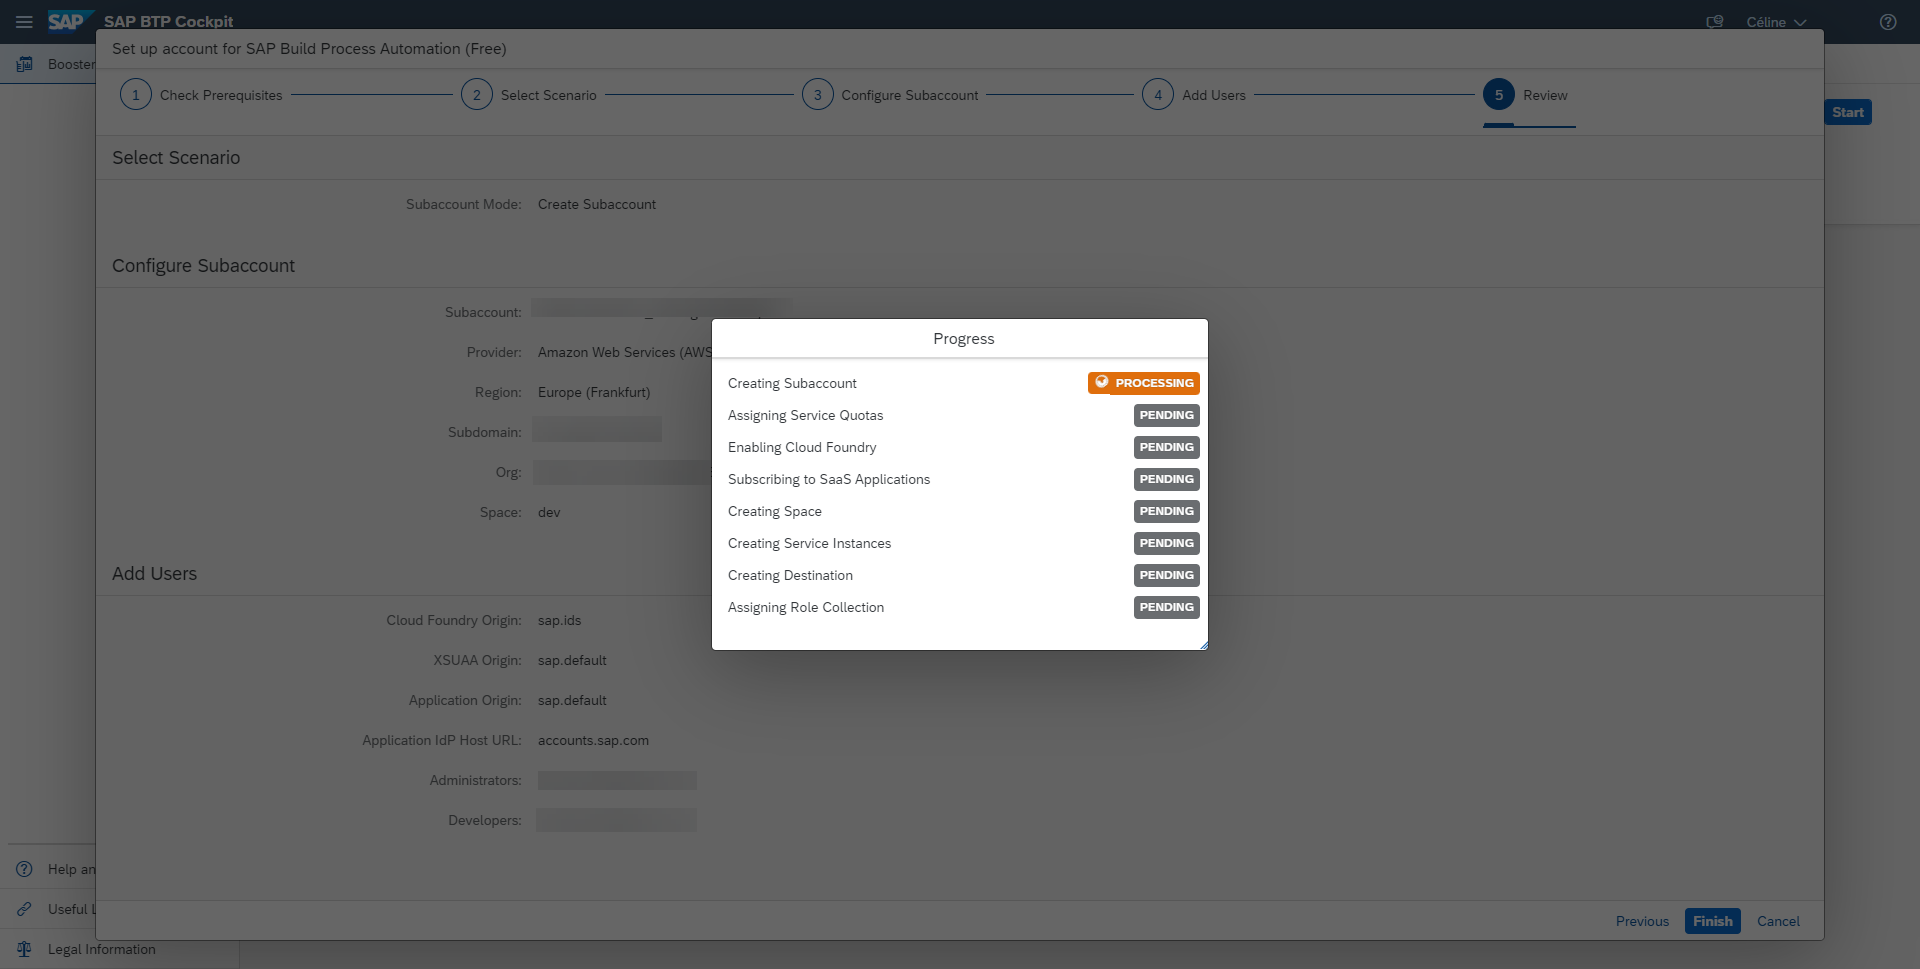 SAP SAP BTP Cockpit Céline
Set up account for SAP Build Process Automation (Free)
Booster
1 Check Prerequisites 2 Select Scenario 3 Configure Subaccount 4 Add Users 5 Review
Start
Select Scenario
Subaccount Mode: Create Subaccount
Configure Subaccount
Subaccount:
Provider: Amazon Web Services (AWS
Region: Europe (Frankfurt)
Subdomain:
Org:
Space: dev
Add Users
Cloud Foundry Origin: sap.ids
XSUAA Origin: sap.default
Application Origin: sap.default
Application IdP Host URL: accounts.sap.com
Administrators:
Developers:
Progress
Creating Subaccount PROCESSING
Assigning Service Quotas PENDING
Enabling Cloud Foundry PENDING
Subscribing to SaaS Applications PENDING
Creating Space PENDING
Creating Service Instances PENDING
Creating Destination PENDING
Assigning Role Collection PENDING
Help an
Useful L
Legal Information
Previous Finish Cancel